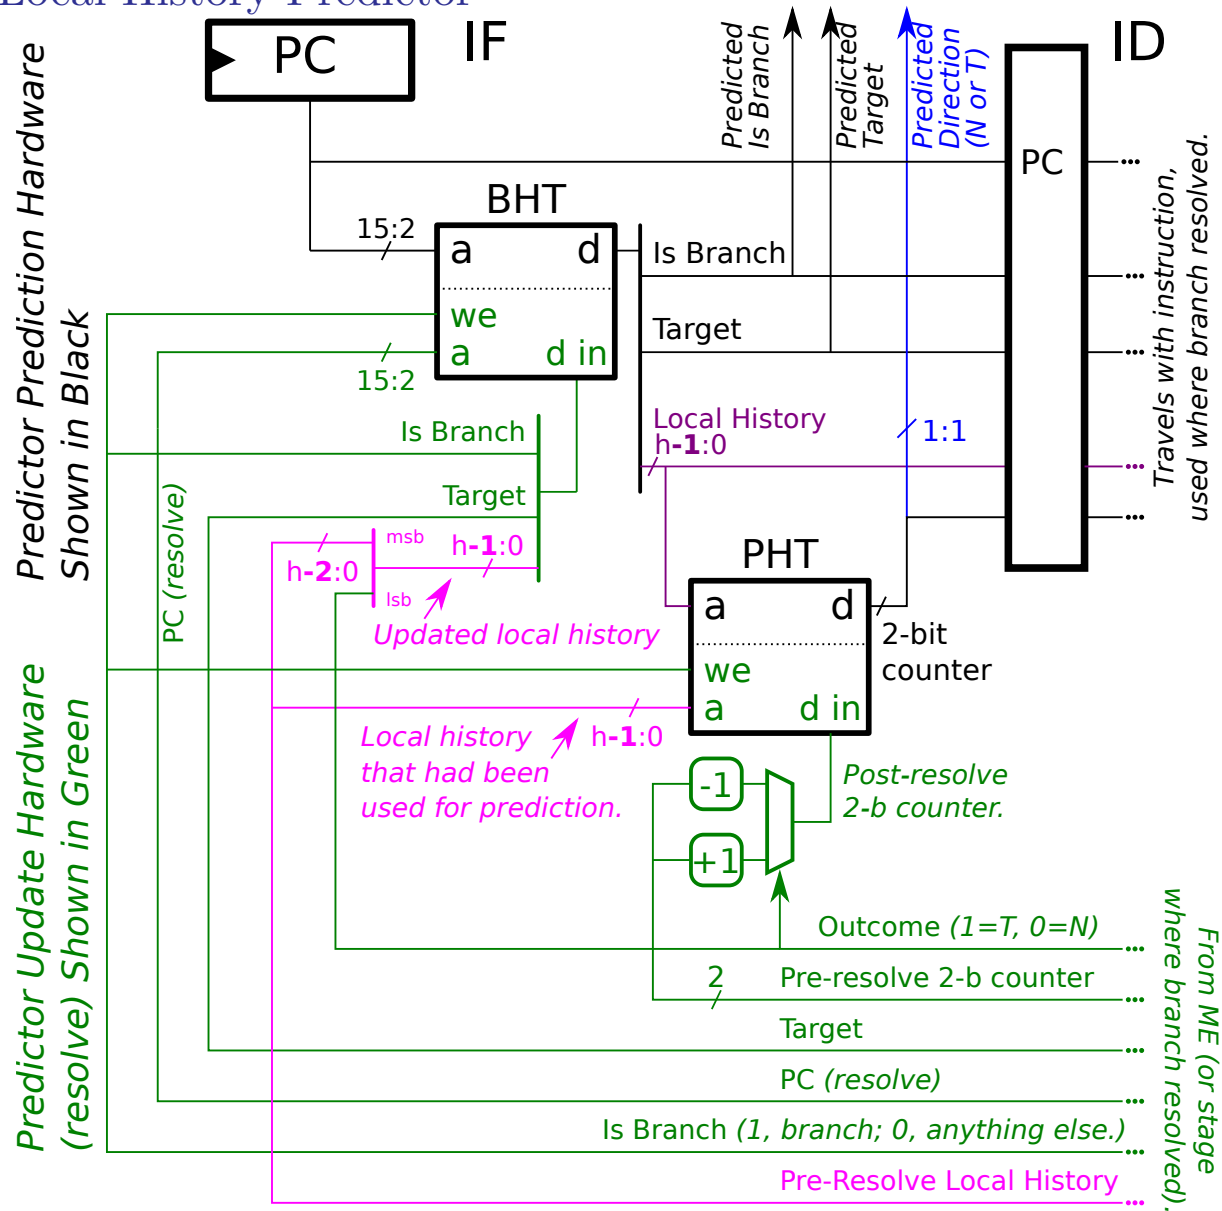 Local History Predictor
PC
IF
ID
Predicted
Is Branch
Predicted
Target
Predicted
Direction
(N or T)
Predictor Prediction Hardware
Shown in Black
PC
•••
Travels with instruction,
used where branch resolved.
BHT
15:2
a
d
Is Branch
•••
we
Target
•••
a
d in
15:2
Local History
h-1:0
•••
1:1
•••
Is Branch
Target
PC (resolve)
msb
h-1:0
h-2:0
lsb
Updated local history
PHT
a
d
2-bit
counter
we
a
d in
h-1:0
Local history
that had been
used for prediction.
Predictor Update Hardware
(resolve) Shown in Green
-1
+1
Post-resolve
2-b counter.
Outcome (1=T, 0=N)
•••
2
Pre-resolve 2-b counter
•••
Target
•••
PC (resolve)
•••
Is Branch (1, branch; 0, anything else.)
•••
Pre-Resolve Local History
•••
From ME (or stage
where branch resolved).